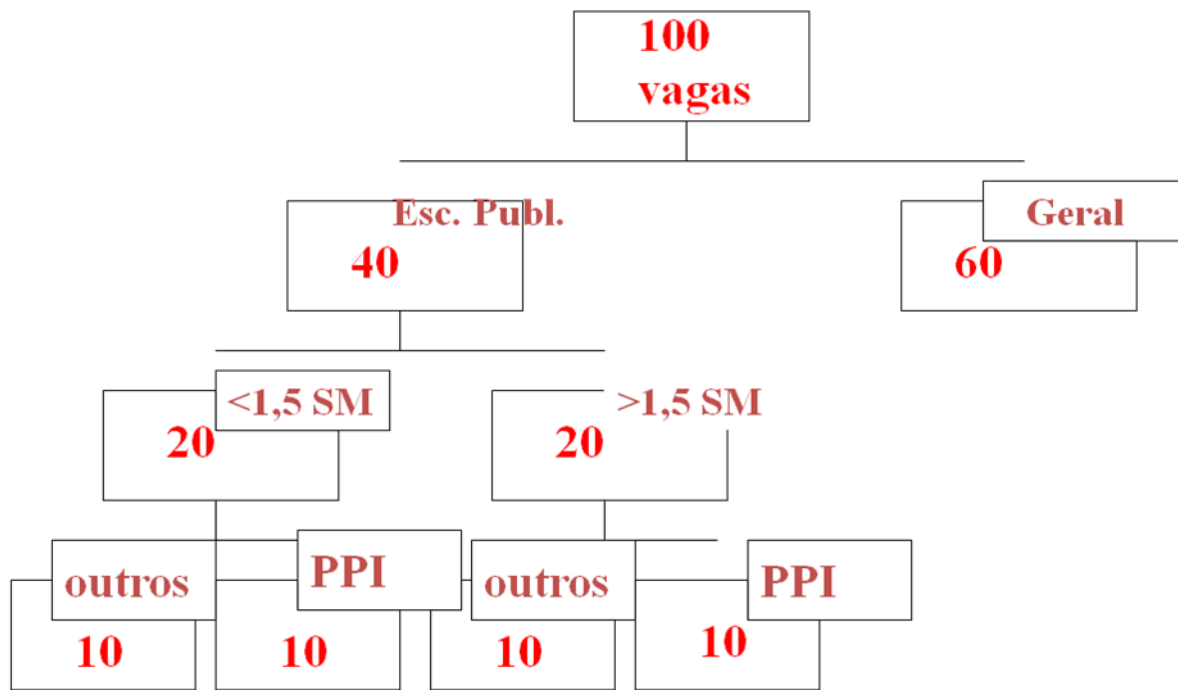 100
vagas
Esc. Publ.
40
Geral
60
<1,5 SM
20
>1,5 SM
20
outros
10
PPI
10
outros
10
PPI
10